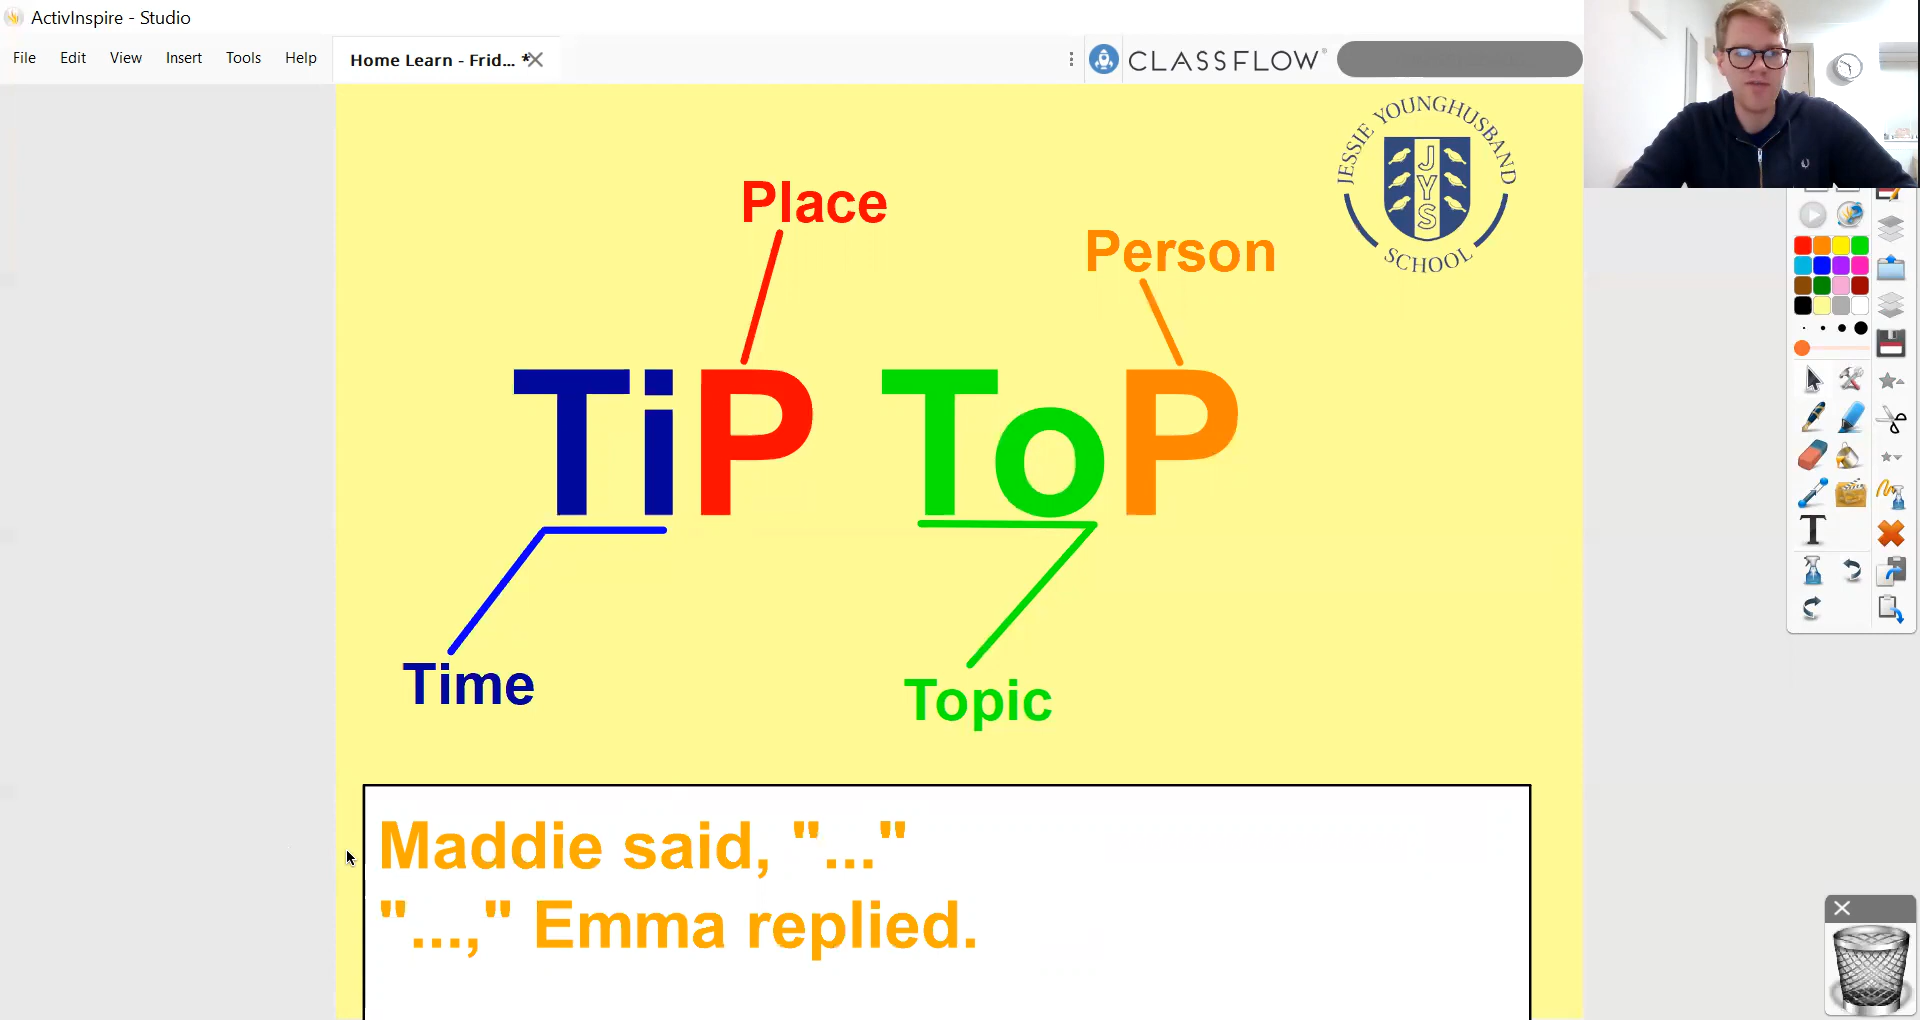 ActivInspire - Studio
File Edit View Insert Tools Help
Home Learn - Frid... *
CLASSFLOW®
JESSIE YOUNGHUSBAND
JYS
SCHOOL
Place
Person
TiP ToP
Time
Topic
Maddie said, "..."
"...," Emma replied.
T